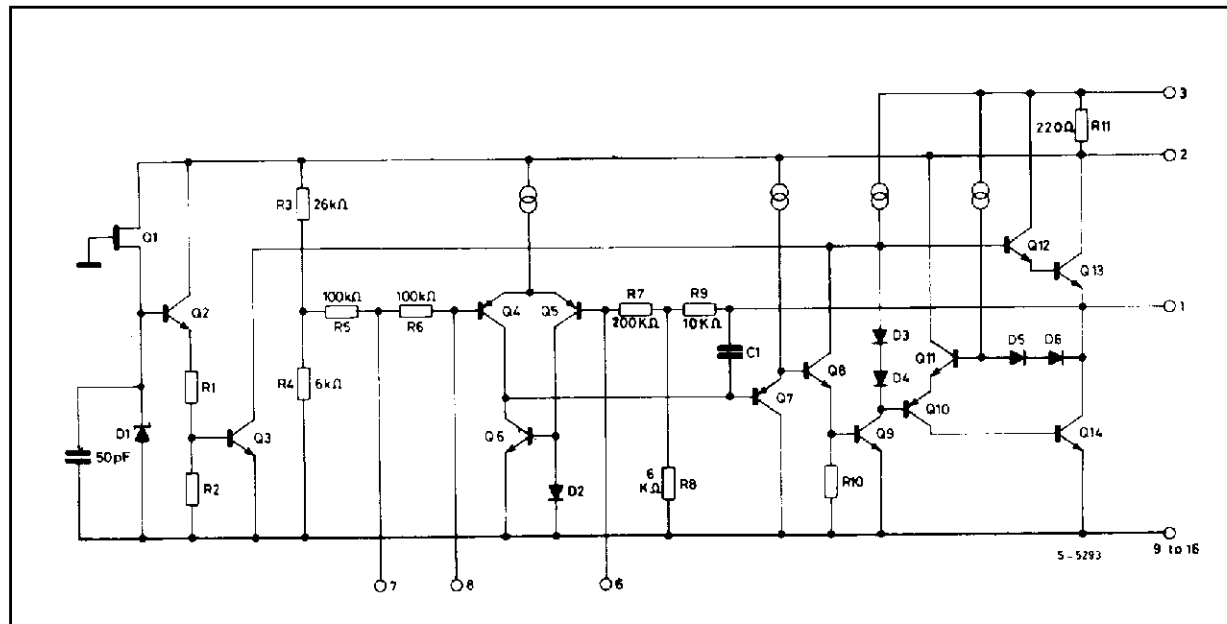 3
220Ω R11
2
R3 26kΩ
Q1
Q12
Q13
Q2
100kΩ 100kΩ
R5 R6
Q4 Q5
R7 R9
200KΩ 10KΩ
1
C1
D3
D5 D6
Q11
R1
R4 6kΩ
Q8
D4
Q7
Q10
50pF
D1
Q3
Q6
Q9
Q14
R2
D2
6
KΩ R8
R10
S-5293
9 to 16
7
8
6